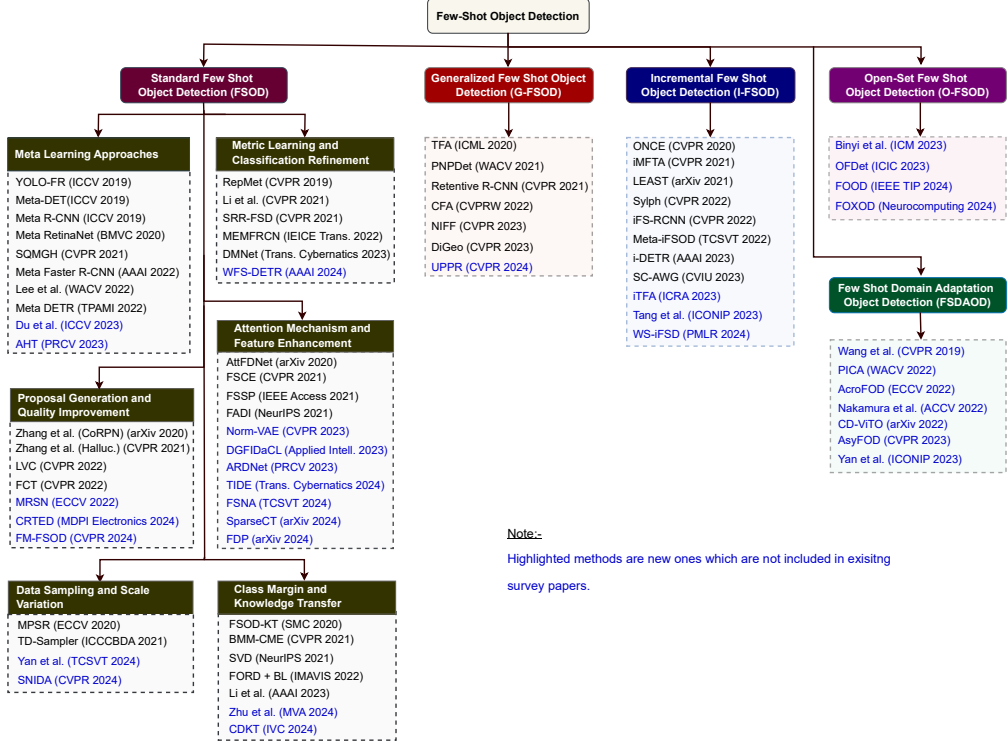 Few-Shot Object Detection
Standard Few Shot
Object Detection (FSOD)
Generalized Few Shot Object
Detection (G-FSOD)
Incremental Few Shot
Object Detection (I-FSOD)
Open-Set Few Shot
Object Detection (O-FSOD)
Meta Learning Approaches
YOLO-FR (ICCV 2019)
Meta-DET(ICCV 2019)
Meta R-CNN (ICCV 2019)
Meta RetinaNet (BMVC 2020)
SQMGH (CVPR 2021)
Meta Faster R-CNN (AAAI 2022)
Lee et al. (WACV 2022)
Meta DETR (TPAMI 2022)
Du et al. (ICCV 2023)
AHT (PRCV 2023)
Metric Learning and
Classification Refinement
RepMet (CVPR 2019)
Li et al. (CVPR 2021)
SRR-FSD (CVPR 2021)
MEMFRCN (IEICE Trans. 2022)
DMNet (Trans. Cybernatics 2023)
WFS-DETR (AAAI 2024)
TFA (ICML 2020)
PNPDet (WACV 2021)
Retentive R-CNN (CVPR 2021)
CFA (CVPRW 2022)
NIFF (CVPR 2023)
DiGeo (CVPR 2023)
UPPR (CVPR 2024)
ONCE (CVPR 2020)
iMFTA (CVPR 2021)
LEAST (arXiv 2021)
Sylph (CVPR 2022)
iFS-RCNN (CVPR 2022)
Meta-iFSOD (TCSVT 2022)
i-DETR (AAAI 2023)
SC-AWG (CVIU 2023)
iTFA (ICRA 2023)
Tang et al. (ICONIP 2023)
WS-iFSD (PMLR 2024)
Binyi et al. (ICM 2023)
OFDet (ICIC 2023)
FOOD (IEEE TIP 2024)
FOXOD (Neurocomputing 2024)
Few Shot Domain Adaptation
Object Detection (FSDAOD)
Wang et al. (CVPR 2019)
PICA (WACV 2022)
AcroFOD (ECCV 2022)
Nakamura et al. (ACCV 2022)
CD-ViTO (arXiv 2022)
AsyFOD (CVPR 2023)
Yan et al. (ICONIP 2023)
Attention Mechanism and
Feature Enhancement
AttFDNet (arXiv 2020)
FSCE (CVPR 2021)
FSSP (IEEE Access 2021)
FADI (NeurIPS 2021)
Norm-VAE (CVPR 2023)
DGFIDaCL (Applied Intell. 2023)
ARDNet (PRCV 2023)
TIDE (Trans. Cybernatics 2024)
FSNA (TCSVT 2024)
SparseCT (arXiv 2024)
FDP (arXiv 2024)
Proposal Generation and
Quality Improvement
Zhang et al. (CoRPN) (arXiv 2020)
Zhang et al. (Halluc.) (CVPR 2021)
LVC (CVPR 2022)
FCT (CVPR 2022)
MRSN (ECCV 2022)
CRTED (MDPI Electronics 2024)
FM-FSOD (CVPR 2024)
Note:-
Highlighted methods are new ones which are not included in exisitng
survey papers.
Data Sampling and Scale
Variation
MPSR (ECCV 2020)
TD-Sampler (ICCCBDA 2021)
Yan et al. (TCSVT 2024)
SNIDA (CVPR 2024)
Class Margin and
Knowledge Transfer
FSOD-KT (SMC 2020)
BMM-CME (CVPR 2021)
SVD (NeurIPS 2021)
FORD + BL (IMAVIS 2022)
Li et al. (AAAI 2023)
Zhu et al. (MVA 2024)
CDKT (IVC 2024)